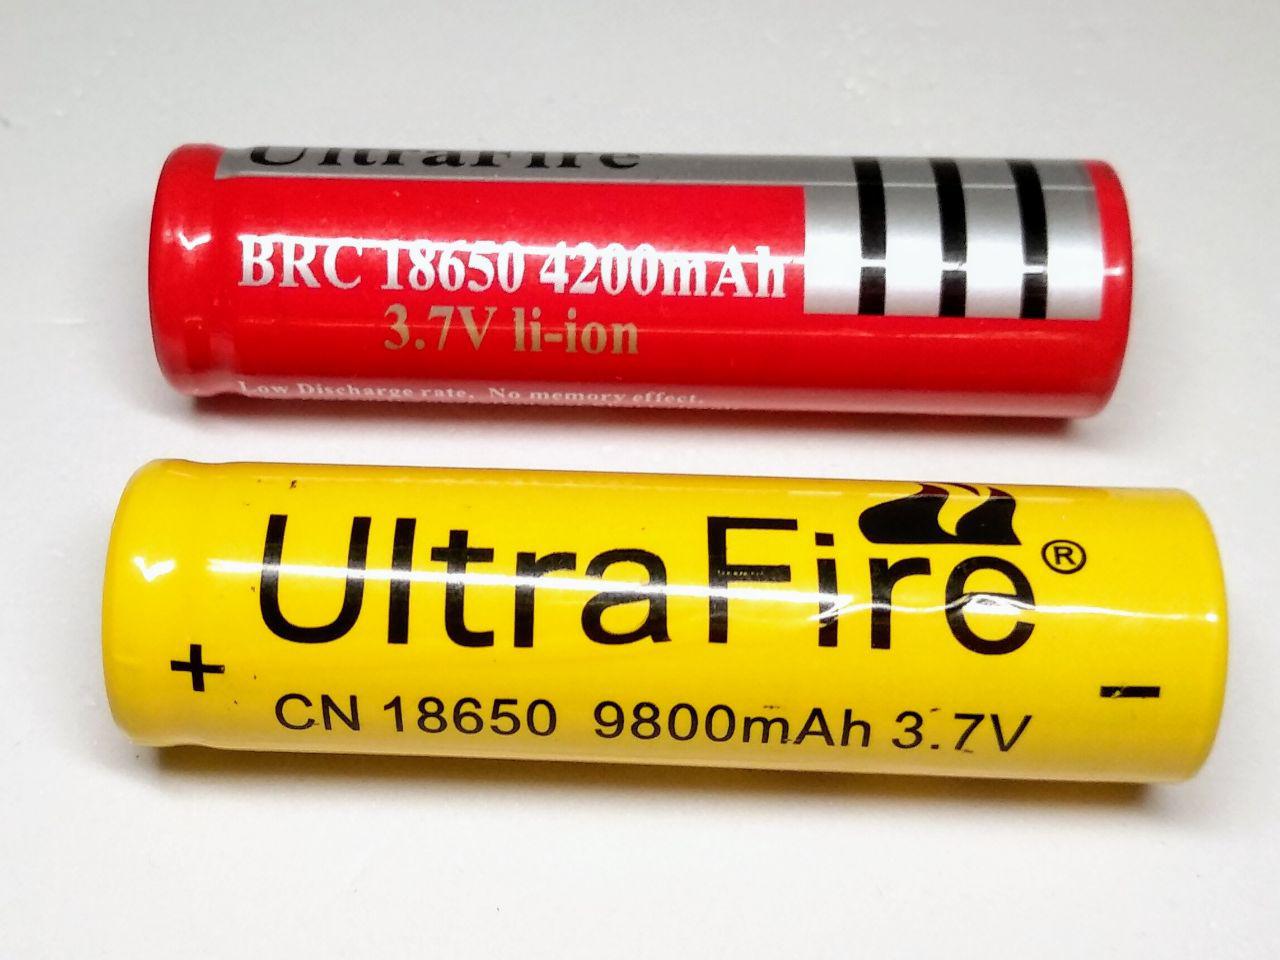 UltraFire
BRC 18650 4200mAh
3.7V li-ion
Low Discharge rate. No memory effect.
UltraFire®
+ −
CN 18650 9800mAh 3.7V